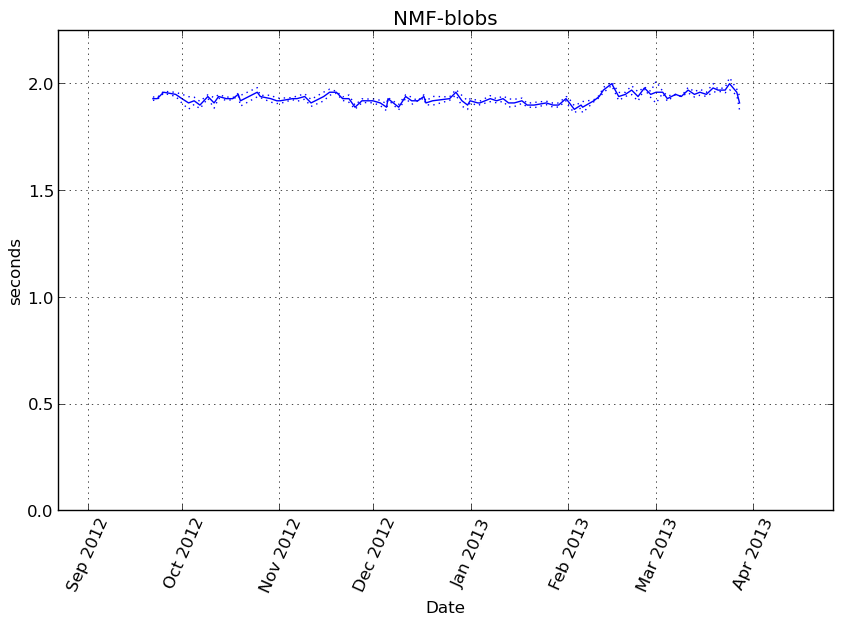 NMF-blobs
2.0
1.5
1.0
0.5
0.0
seconds
Sep 2012
Oct 2012
Nov 2012
Dec 2012
Jan 2013
Feb 2013
Mar 2013
Apr 2013
Date